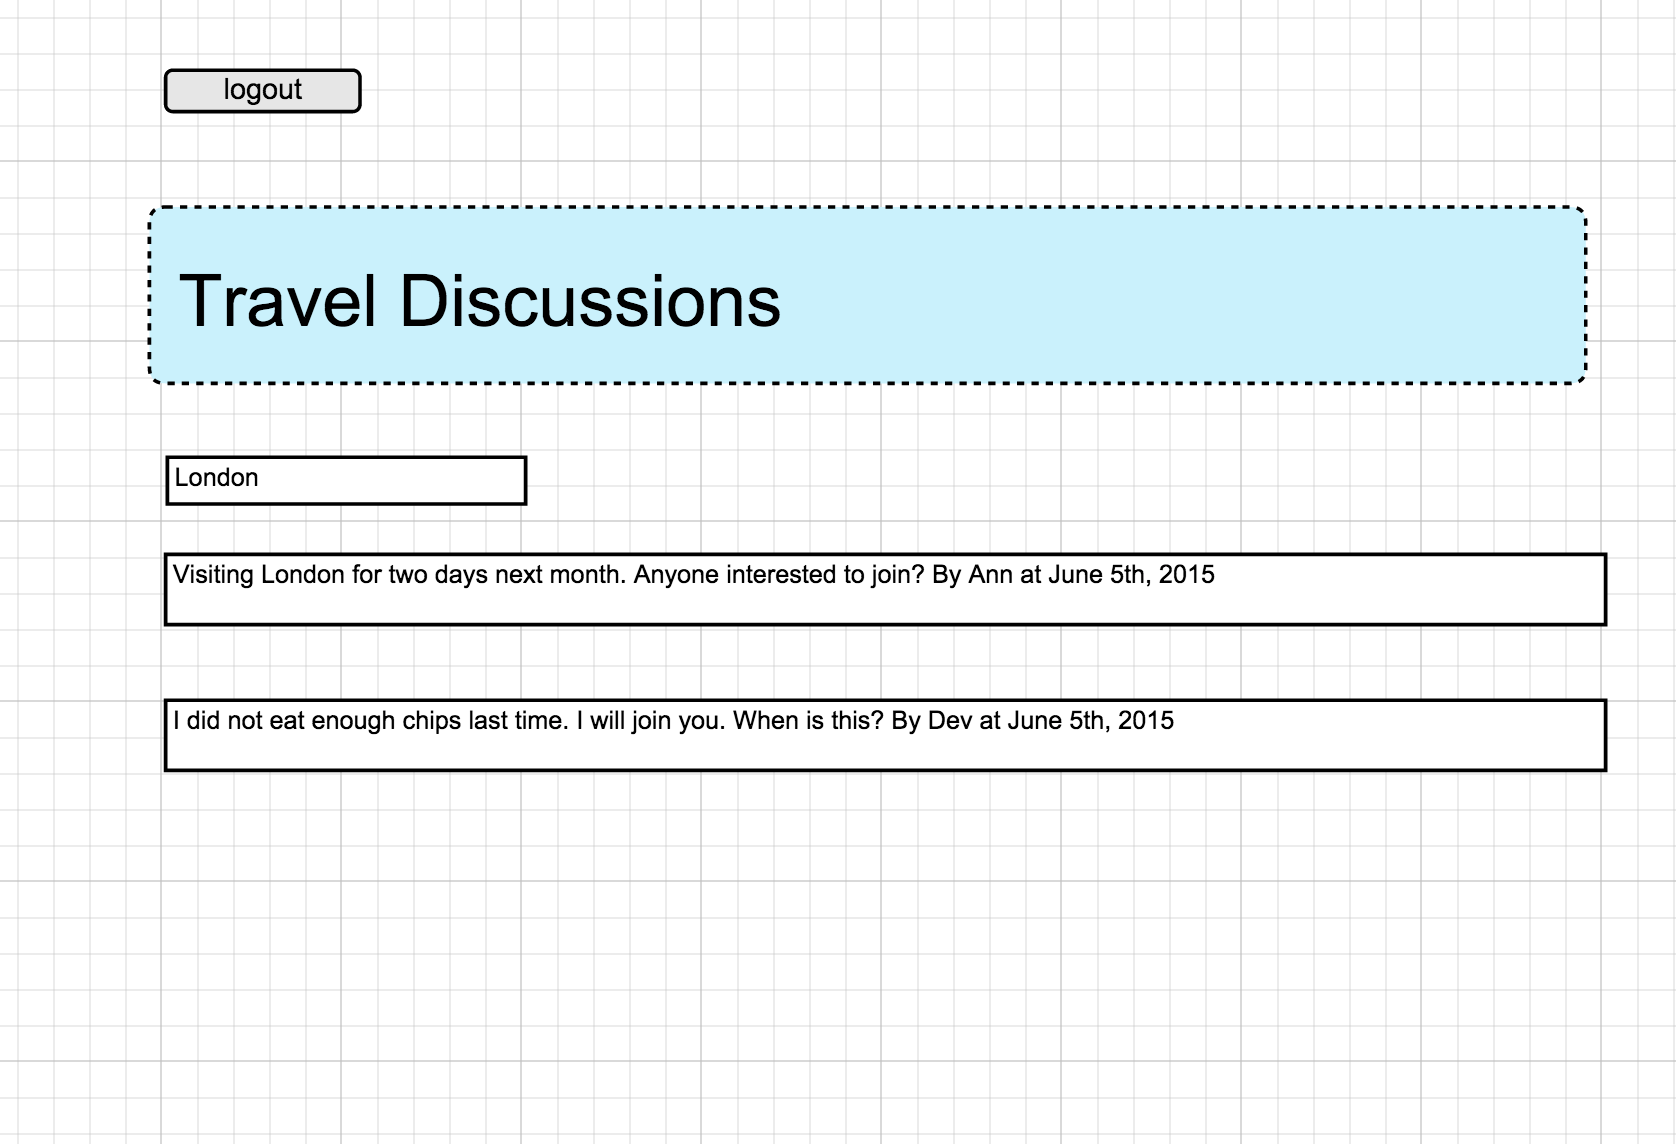 logout
Travel Discussions
London
Visiting London for two days next month. Anyone interested to join? By Ann at June 5th, 2015
I did not eat enough chips last time. I will join you. When is this? By Dev at June 5th, 2015